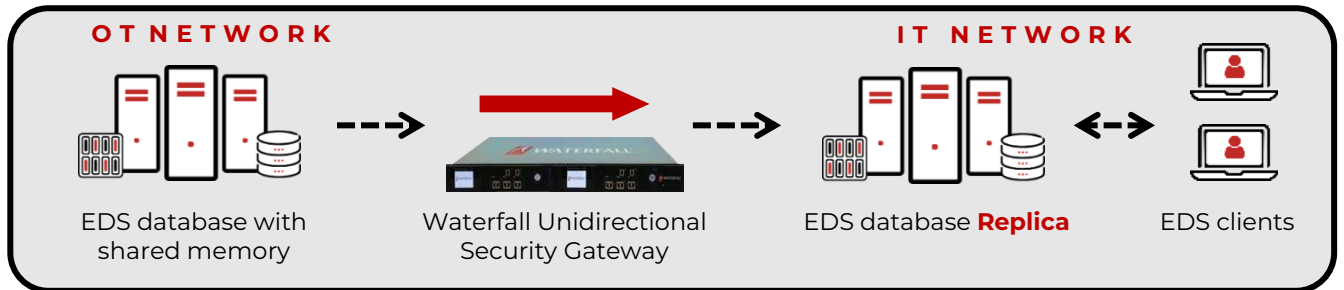 OT NETWORK
IT NETWORK
WATERFALL
EDS database with
shared memory
Waterfall Unidirectional
Security Gateway
EDS database Replica
EDS clients